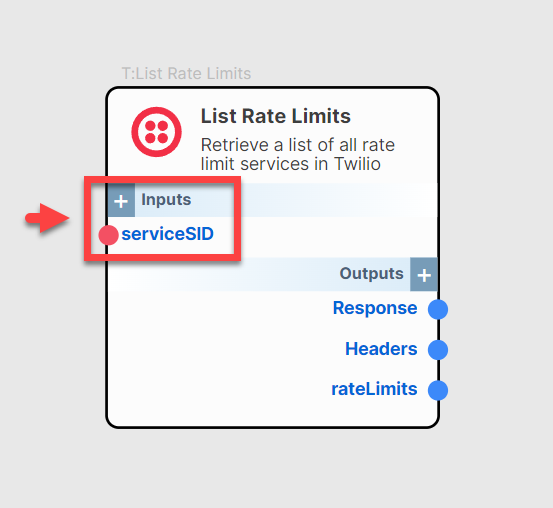 T:List Rate Limits
List Rate Limits
Retrieve a list of all rate
limit services in Twilio
+ Inputs
serviceSID
Outputs +
Response
Headers
rateLimits